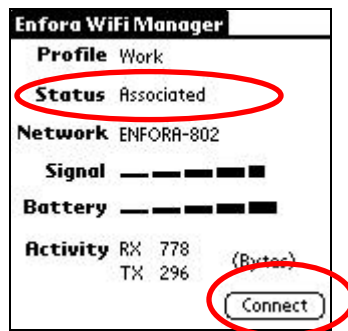 Enfora WiFi Manager
Profile Work
Status Associated
Network ENFORA-802
Signal
Battery
Activity RX 778 (Bytes)
TX 296
Connect